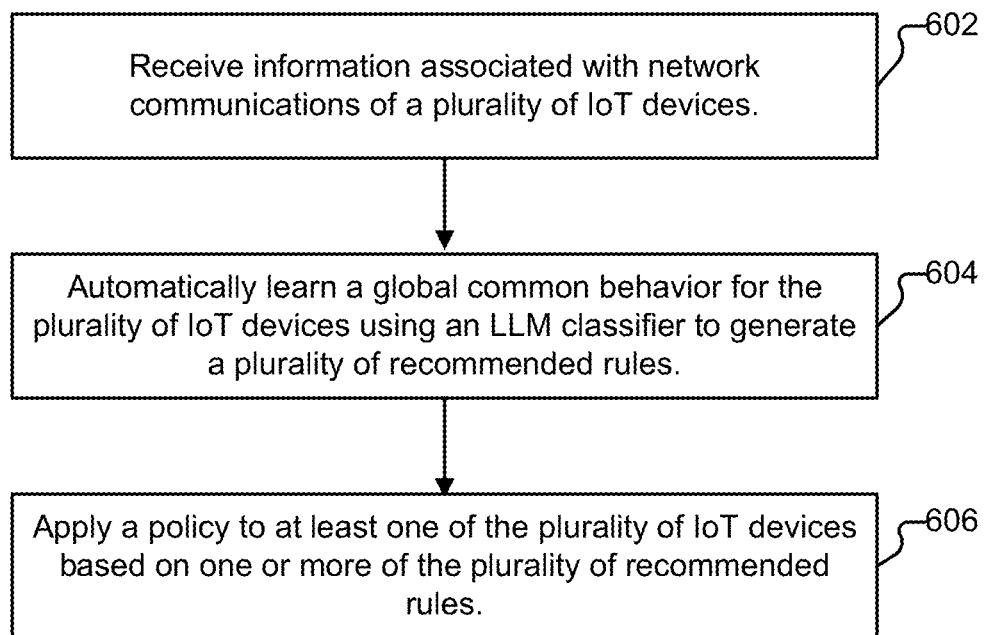 602
Receive information associated with network
communications of a plurality of IoT devices.
604
Automatically learn a global common behavior for the
plurality of IoT devices using an LLM classifier to generate
a plurality of recommended rules.
606
Apply a policy to at least one of the plurality of IoT devices
based on one or more of the plurality of recommended
rules.